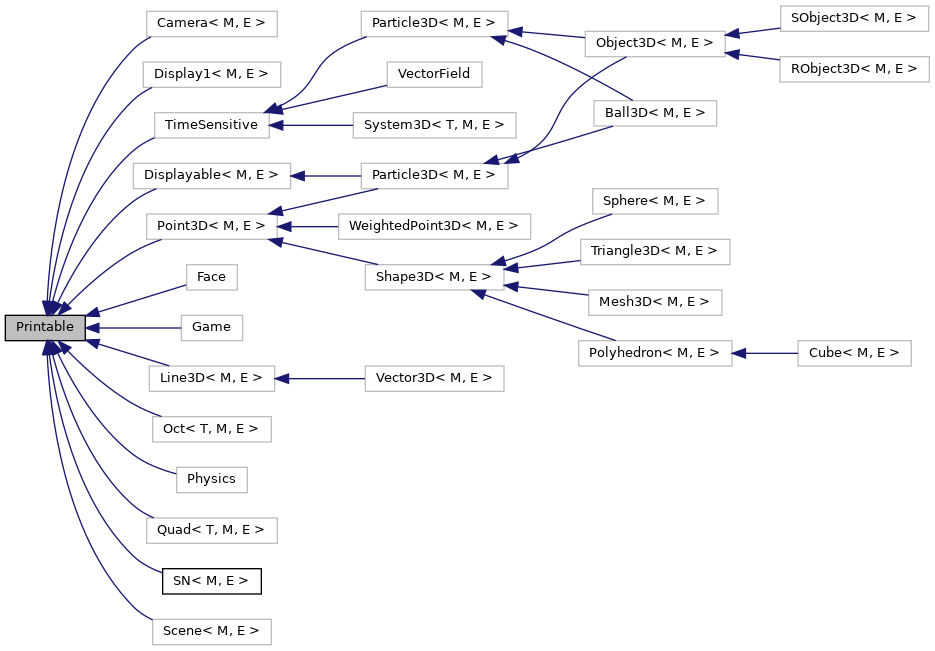 Camera< M, E >
Particle3D< M, E >
SObject3D< M, E >
Object3D< M, E >
Display1< M, E >
VectorField
RObject3D< M, E >
Ball3D< M, E >
TimeSensitive
System3D< T, M, E >
Displayable< M, E >
Particle3D< M, E >
Sphere< M, E >
Point3D< M, E >
WeightedPoint3D< M, E >
Triangle3D< M, E >
Face
Shape3D< M, E >
Mesh3D< M, E >
Printable
Game
Polyhedron< M, E >
Cube< M, E >
Line3D< M, E >
Vector3D< M, E >
Oct< T, M, E >
Physics
Quad< T, M, E >
SN< M, E >
Scene< M, E >